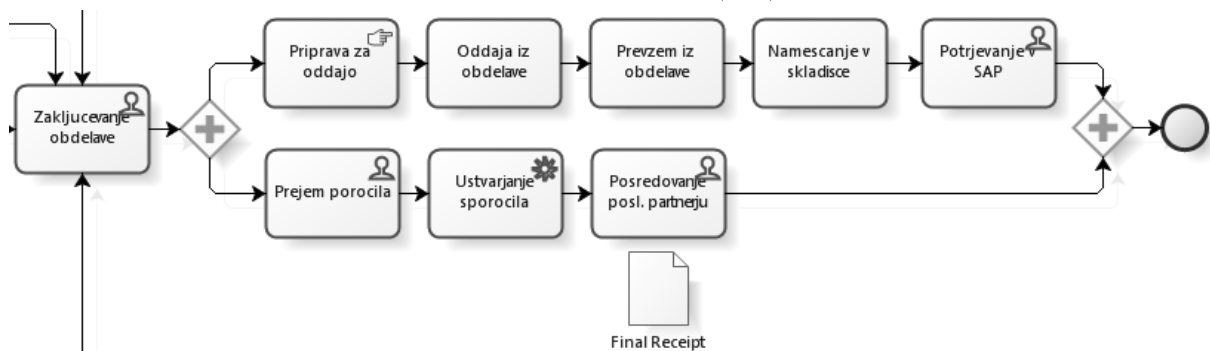 Zakljucevanje
obdelave
Priprava za
oddajo
Oddaja iz
obdelave
Prevzem iz
obdelave
Namescanje v
skladisce
Potrjevanje v
SAP
Prejem porocila
Ustvarjanje
sporocila
Posredovanje
posl. partnerju
Final Receipt